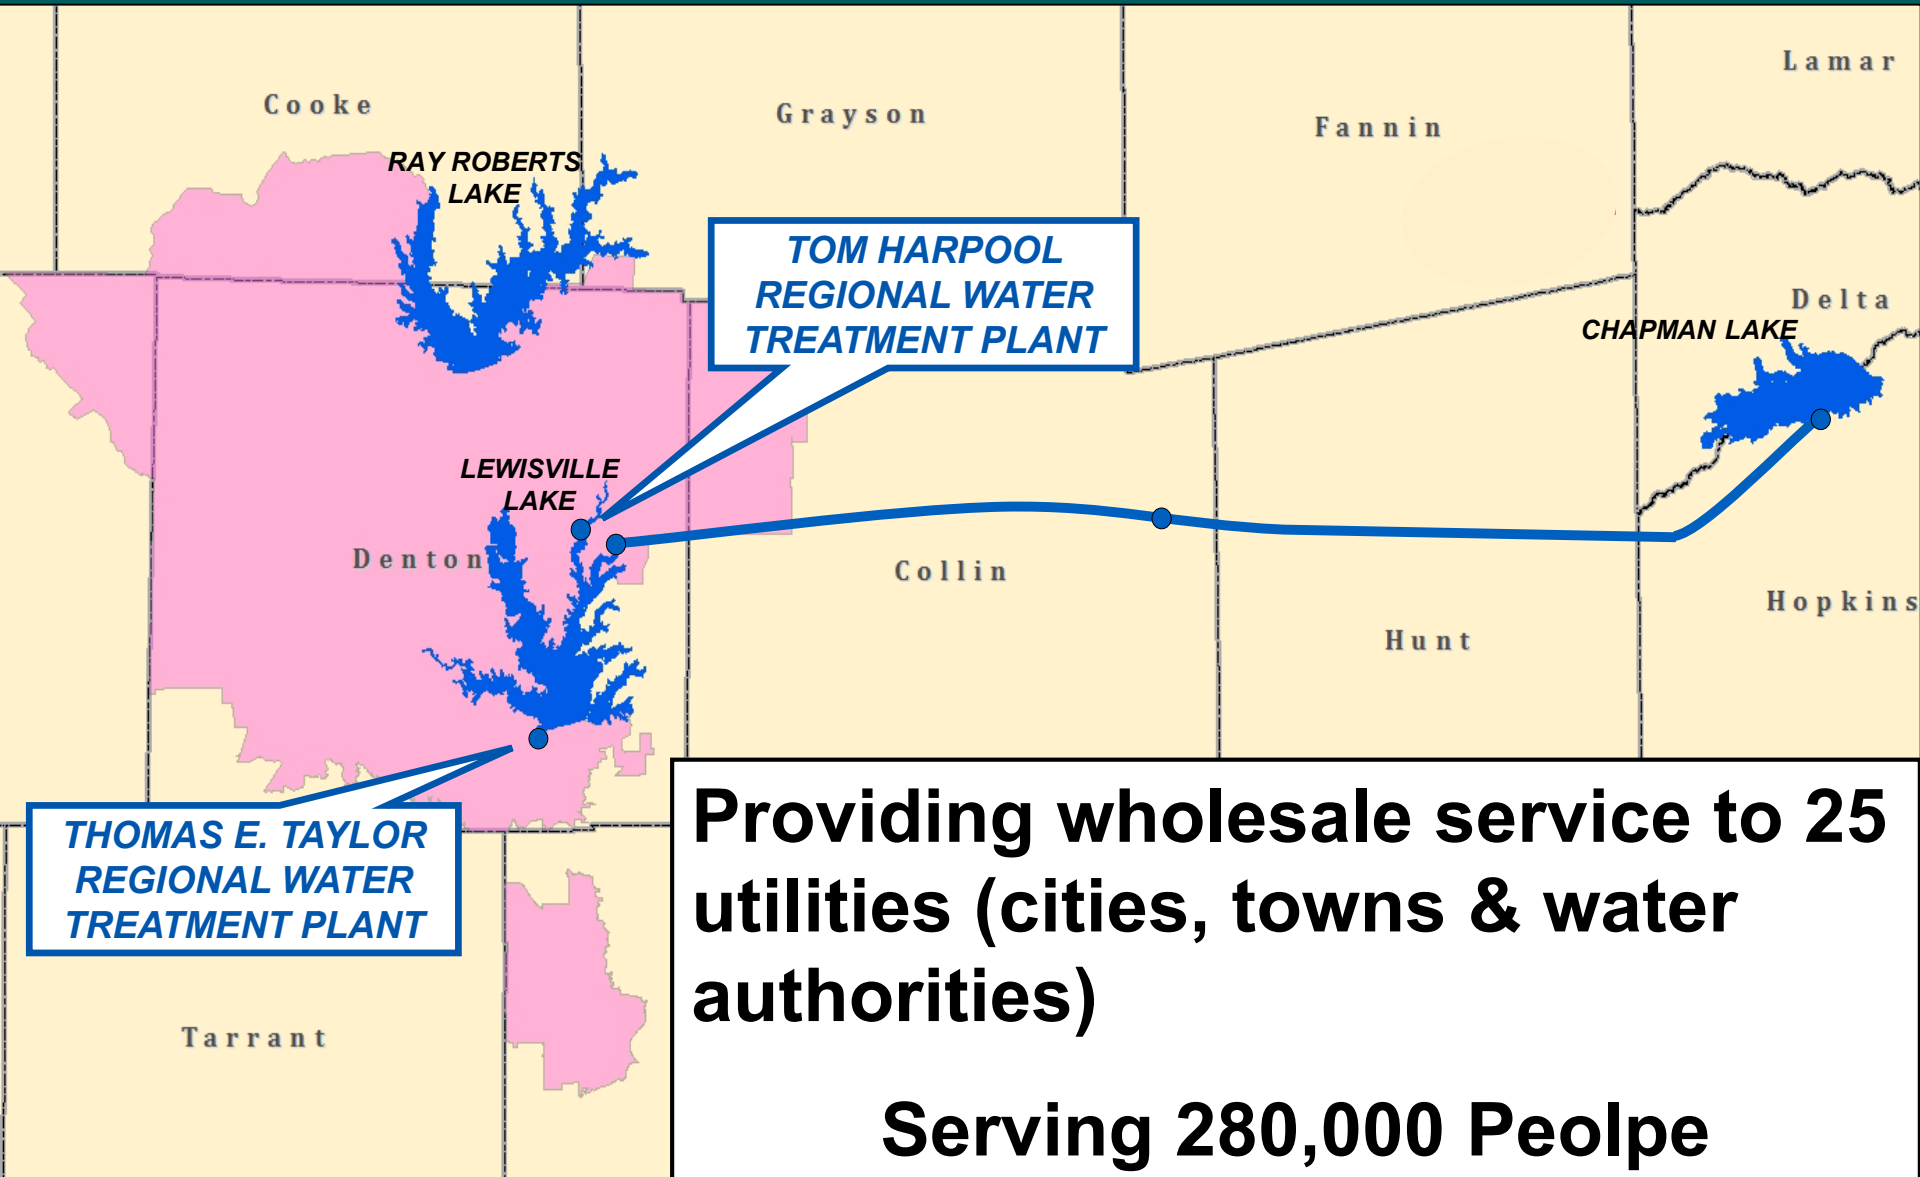 Lamar
Cooke
Grayson
Fannin
RAY ROBERTS
LAKE
TOM HARPOOL
REGIONAL WATER
TREATMENT PLANT
Delta
CHAPMAN LAKE
LEWISVILLE
LAKE
Denton
Collin
Hopkins
Hunt
THOMAS E. TAYLOR
REGIONAL WATER
TREATMENT PLANT
Providing wholesale service to 25
utilities (cities, towns & water
authorities)
Tarrant
Serving 280,000 Peolpe